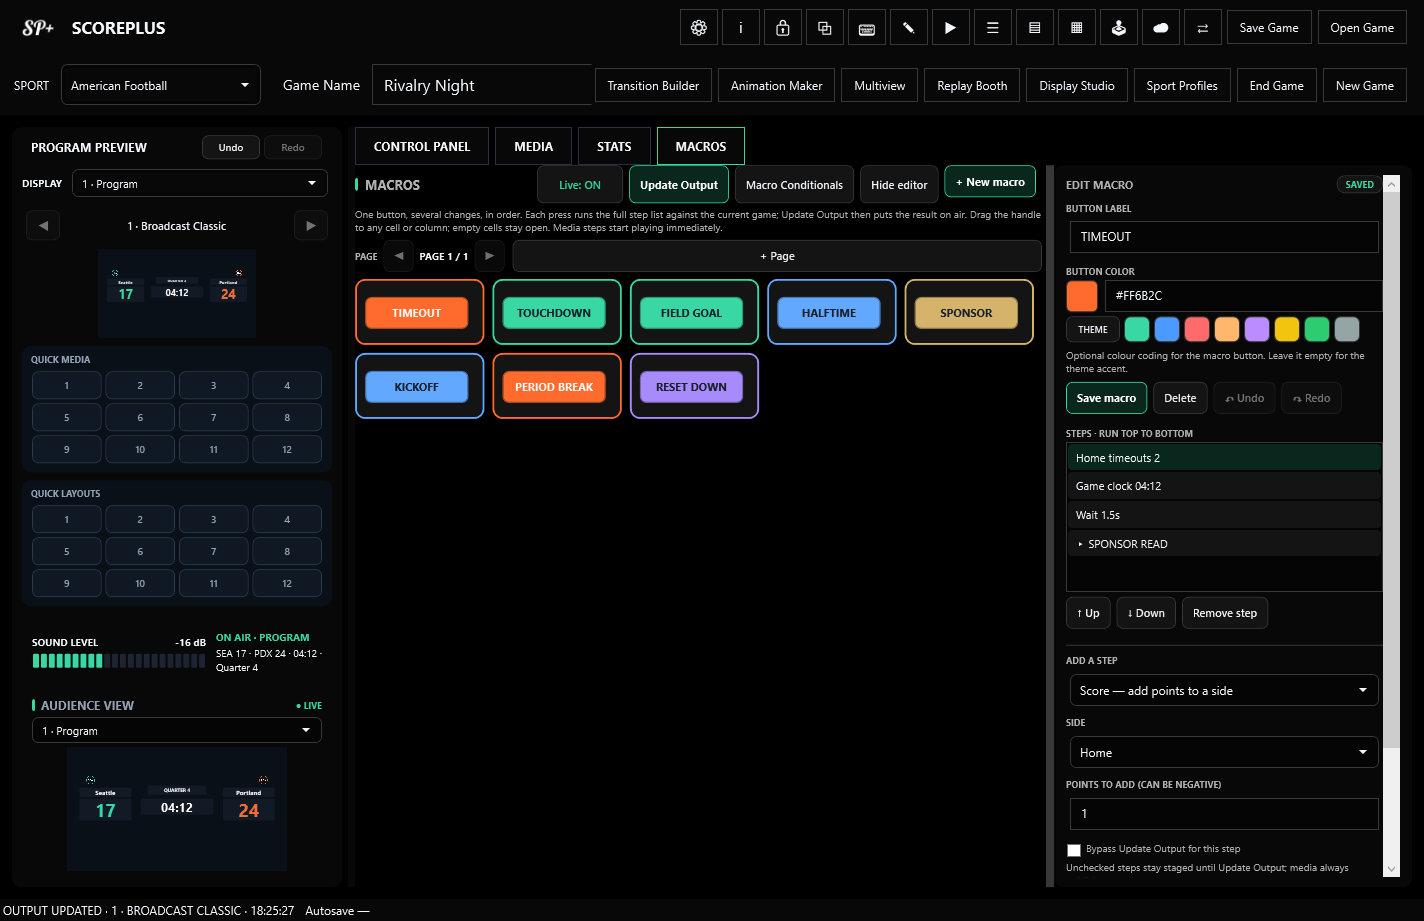 SP+ SCOREPLUS
i
Save Game
Open Game
SPORT
American Football
Game Name
Rivalry Night
Transition Builder
Animation Maker
Multiview
Replay Booth
Display Studio
Sport Profiles
End Game
New Game
PROGRAM PREVIEW
Undo
Redo
DISPLAY
1 · Program
1 · Broadcast Classic
Seattle
QUARTER 4
Portland
17
04:12
24
QUICK MEDIA
1 2 3 4
5 6 7 8
9 10 11 12
QUICK LAYOUTS
1 2 3 4
5 6 7 8
9 10 11 12
SOUND LEVEL
-16 dB
ON AIR · PROGRAM
SEA 17 · PDX 24 · 04:12 ·
Quarter 4
AUDIENCE VIEW
• LIVE
1 · Program
Seattle
QUARTER 4
Portland
17
04:12
24
CONTROL PANEL
MEDIA
STATS
MACROS
MACROS
Live: ON
Update Output
Macro Conditionals
Hide editor
+ New macro
One button, several changes, in order. Each press runs the full step list against the current game; Update Output then puts the result on air. Drag the handle
to any cell or column; empty cells stay open. Media steps start playing immediately.
PAGE
PAGE 1 / 1
+ Page
TIMEOUT
TOUCHDOWN
FIELD GOAL
HALFTIME
SPONSOR
KICKOFF
PERIOD BREAK
RESET DOWN
EDIT MACRO
SAVED
BUTTON LABEL
TIMEOUT
BUTTON COLOR
#FF6B2C
THEME
Optional colour coding for the macro button. Leave it empty for the
theme accent.
Save macro
Delete
↶ Undo
↷ Redo
STEPS · RUN TOP TO BOTTOM
Home timeouts 2
Game clock 04:12
Wait 1.5s
‣ SPONSOR READ
↑ Up
↓ Down
Remove step
ADD A STEP
Score — add points to a side
SIDE
Home
POINTS TO ADD (CAN BE NEGATIVE)
1
Bypass Update Output for this step
Unchecked steps stay staged until Update Output; media always
OUTPUT UPDATED · 1 · BROADCAST CLASSIC · 18:25:27
Autosave —